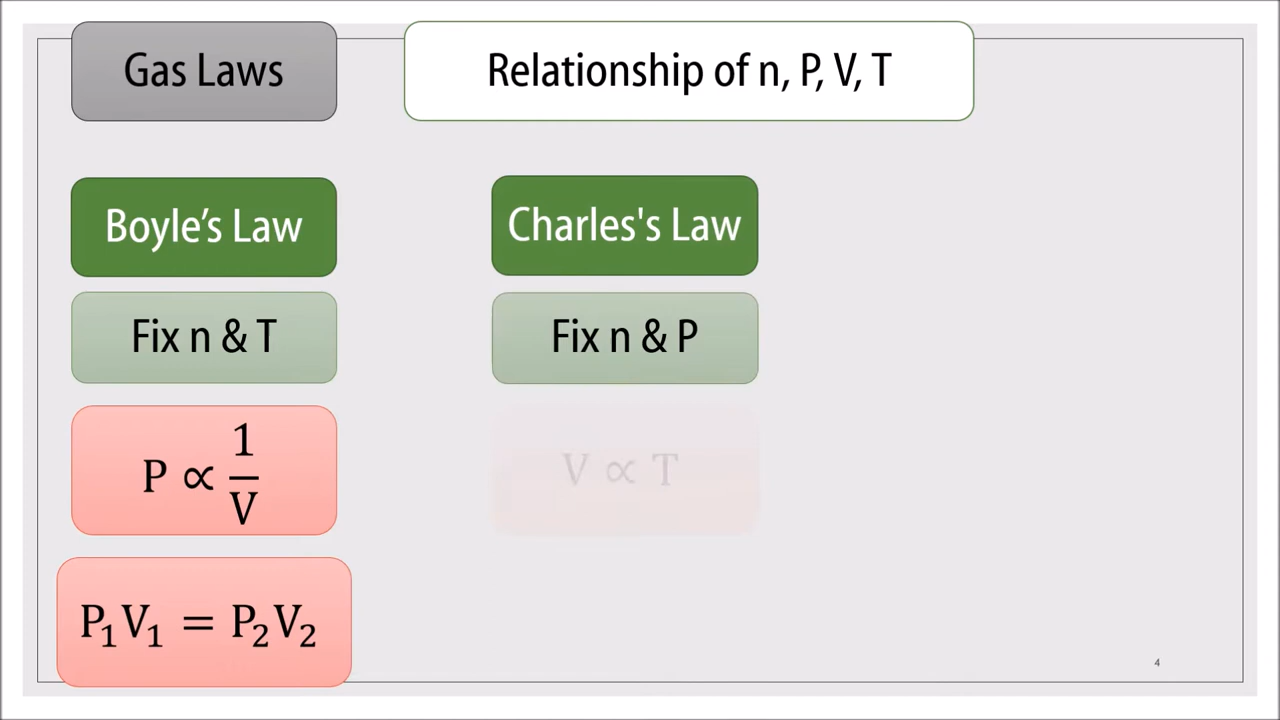 Gas Laws
Relationship of n, P, V, T
Boyle’s Law
Charles's Law
Fix n & T
Fix n & P
P ∝ 1/V
V ∝ T
P₁V₁ = P₂V₂
4